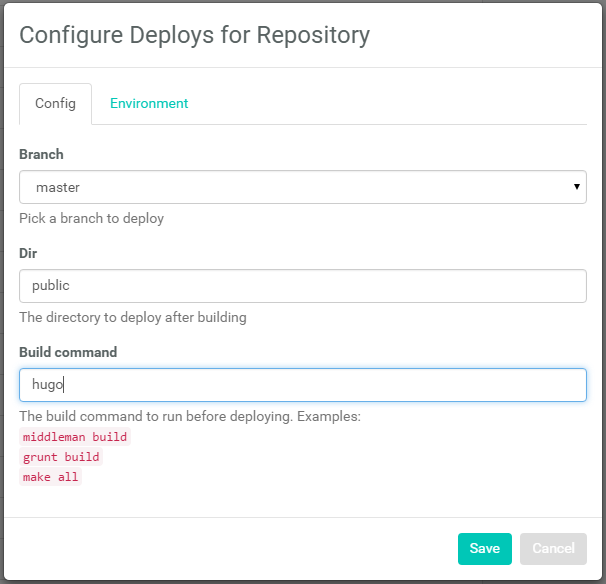 Configure Deploys for Repository
Config Environment
Branch
master
Pick a branch to deploy
Dir
public
The directory to deploy after building
Build command
hugo
The build command to run before deploying. Examples:
middleman build
grunt build
make all
Save Cancel